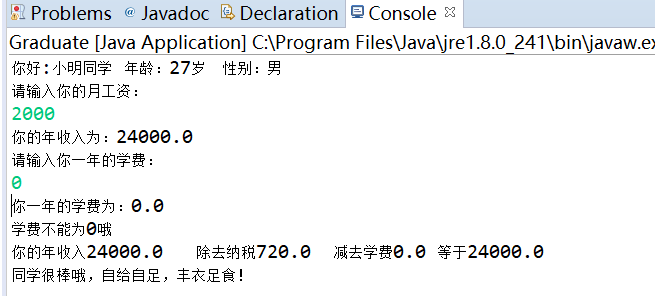 Problems @ Javadoc Declaration Console
Graduate [Java Application] C:\Program Files\Java\jre1.8.0_241\bin\javaw.ex
你好:小明同学 年龄：27岁 性别：男
请输入你的月工资：
2000
你的年收入为：24000.0
请输入你一年的学费：
0
你一年的学费为：0.0
学费不能为0哦
你的年收入24000.0 除去纳税720.0 减去学费0.0 等于24000.0
同学很棒哦，自给自足，丰衣足食!